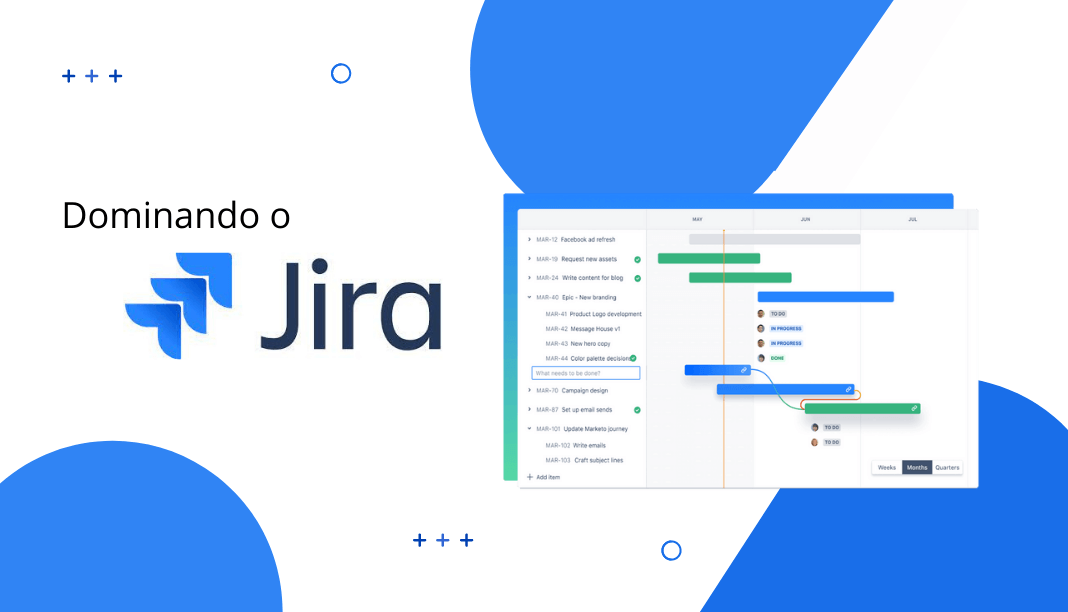 Dominando o
Jira
MAY JUN JUL
MAR-12 Facebook ad refresh
MAR-19 Request new assets
MAR-24 Write content for blog
MAR-40 Epic - New branding
MAR-41 Product Logo development TO DO
MAR-42 Message House v1 IN PROGRESS
MAR-43 New hero copy IN PROGRESS
MAR-44 Color palette decisions DONE
What needs to be done?
MAR-70 Campaign design
MAR-87 Set up email sends
MAR-101 Update Marketo journey TO DO
MAR-102 Write emails TO DO
MAR-103 Craft subject lines
Weeks Months Quarters
+ Add item